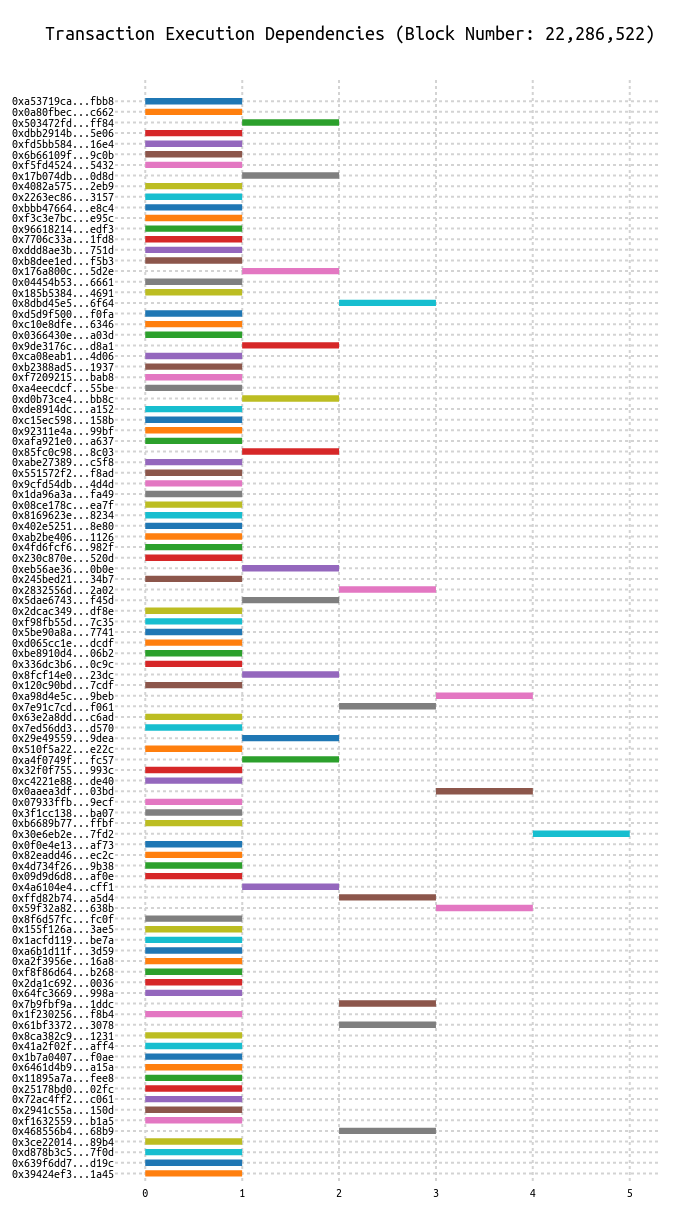 Transaction Execution Dependencies (Block Number: 22,286,522)
0xa53719ca...fbb8
0x0a80fbec...c662
0x503472fd...ff84
0xdbb2914b...5e06
0xfd5bb584...16e4
0x6b66109f...9c0b
0xf5fd4524...5432
0x17b074db...0d8d
0x4082a575...2eb9
0x2263ec86...3157
0xbbb47664...e8c4
0xf3c3e7bc...e95c
0x96618214...edf3
0x7706c33a...1fd8
0xddd8ae3b...751d
0xb8dee1ed...f5b3
0x176a800c...5d2e
0x04454b53...6661
0x185b5384...4691
0x8dbd45e5...6f64
0xd5d9f500...f0fa
0xc10e8dfe...6346
0x0366430e...a03d
0x9de3176c...d8a1
0xca08eab1...4d06
0xb2388ad5...1937
0xf7209215...bab8
0xa4eecdcf...55be
0xd0b73ce4...bb8c
0xde8914dc...a152
0xc15ec598...158b
0x92311e4a...99bf
0xafa921e0...a637
0x85fc0c98...8c03
0xabe27389...c5f8
0x551572f2...f8ad
0x9cfd54db...4d4d
0x1da96a3a...fa49
0x08ce178c...ea7f
0x8169623e...8234
0x402e5251...8e80
0xab2be406...1126
0x4fd6fcf6...982f
0x230c870e...520d
0xeb56ae36...0b0e
0x245bed21...34b7
0x2832556d...2a02
0x5dae6743...f45d
0x2dcac349...df8e
0xf98fb55d...7c35
0x5be90a8a...7741
0xd065cc1e...dcdf
0xbe8910d4...06b2
0x336dc3b6...0c9c
0x8fcf14e0...23dc
0x120c90bd...7cdf
0xa98d4e5c...9beb
0x7e91c7cd...f061
0x63e2a8dd...c6ad
0x7ed56dd3...d570
0x29e49559...9dea
0x510f5a22...e22c
0xa4f0749f...fc57
0x32f0f755...993c
0xc4221e88...de40
0x0aaea3df...03bd
0x07933ffb...9ecf
0x3f1cc138...ba07
0xb6689b77...ffbf
0x30e6eb2e...7fd2
0x0f0e4e13...af73
0x82eadd46...ec2c
0x4d734f26...9b38
0x09d9d6d8...af0e
0x4a6104e4...cff1
0xffd82b74...a5d4
0x59f32a82...638b
0x8f6d57fc...fc0f
0x155f126a...3ae5
0x1acfd119...be7a
0xa6b1d11f...3d59
0xa2f3956e...16a8
0xf8f86d64...b268
0x2da1c692...0036
0x64fc3669...998a
0x7b9fbf9a...1ddc
0x1f230256...f8b4
0x61bf3372...3078
0x8ca382c9...1231
0x41a2f02f...aff4
0x1b7a0407...f0ae
0x6461d4b9...a15a
0x11895a7a...fee8
0x25178bd0...02fc
0x72ac4ff2...c061
0x2941c55a...150d
0xf1632559...b1a5
0x468556b4...68b9
0x3ce22014...89b4
0xd878b3c5...7f0d
0x639f6dd7...d19c
0x39424ef3...1a45
0 1 2 3 4 5